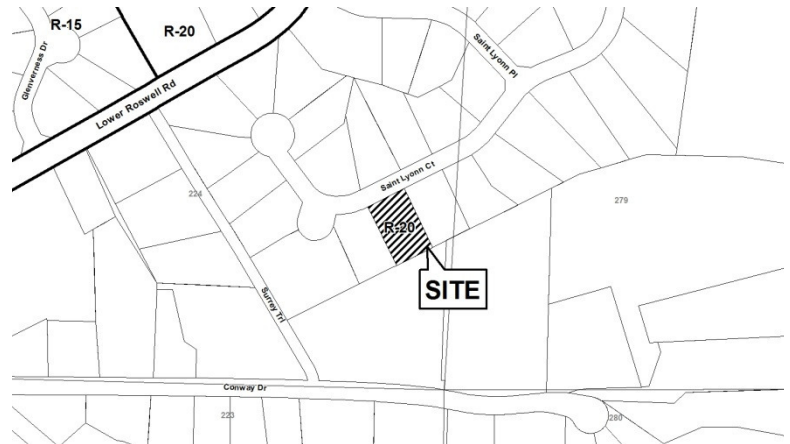 R-15
R-20
Glenverness Dr
Lower Roswell Rd
Saint Lyonn Pl
Saint Lyonn Ct
224
279
R-20
SITE
Surrey Trl
Conway Dr
223
280